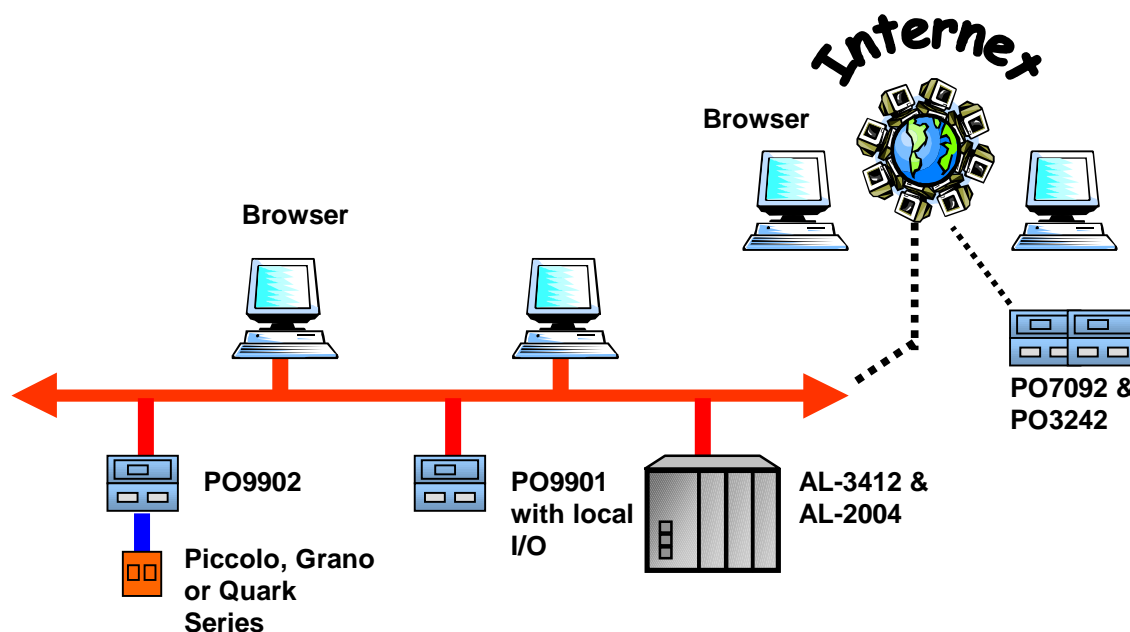 Internet
Browser
Browser
PO7092 &
PO3242
PO9902
PO9901
with local
I/O
AL-3412 &
AL-2004
Piccolo, Grano
or Quark
Series